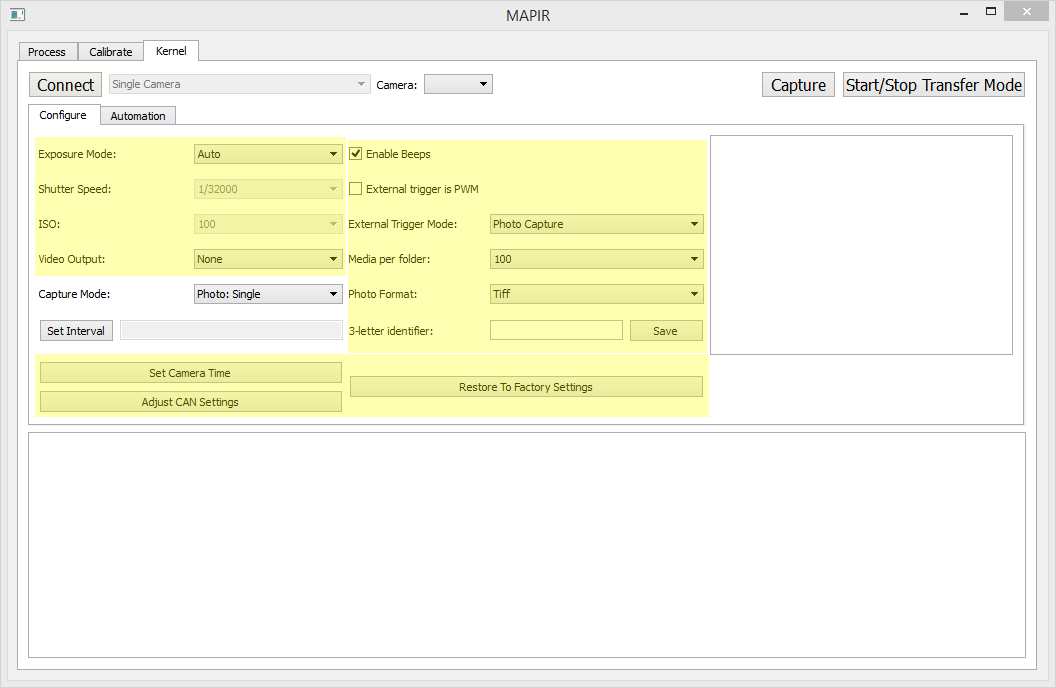 MAPIR
Process Calibrate Kernel
Connect Single Camera Camera: Capture Start/Stop Transfer Mode
Configure Automation
Exposure Mode: Auto Enable Beeps
Shutter Speed: 1/32000 External trigger is PWM
ISO: 100 External Trigger Mode: Photo Capture
Video Output: None Media per folder: 100
Capture Mode: Photo: Single Photo Format: Tiff
Set Interval 3-letter identifier: Save
Set Camera Time
Restore To Factory Settings
Adjust CAN Settings